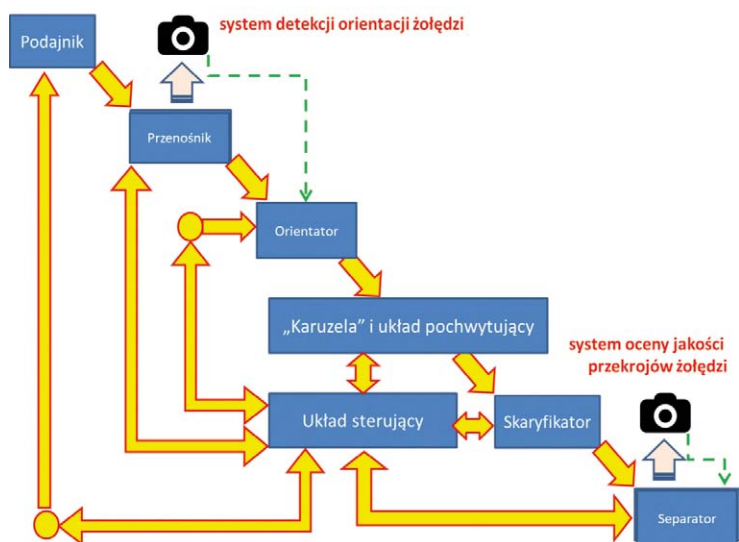 system detekcji orientacji żołędzi
Podajnik
Przenośnik
Orientator
„Karuzela” i układ pochwytujący
system oceny jakości
przekrojów żołędzi
Układ sterujący
Skaryfikator
Separator